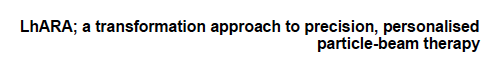 LhARA; a transformation approach to precision, personalised
particle-beam therapy